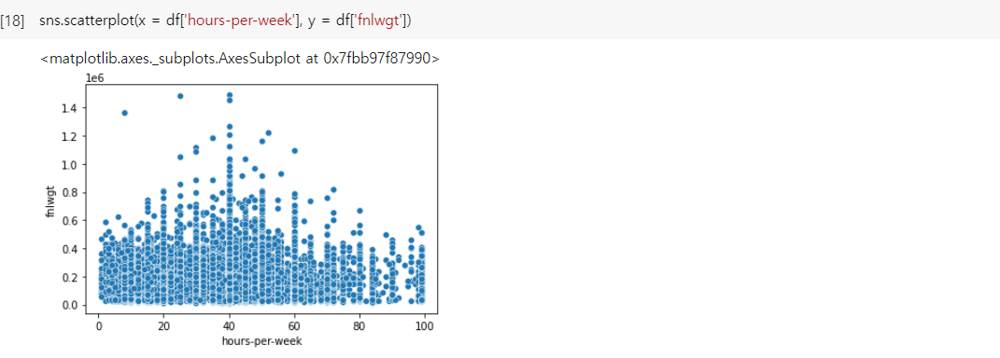 [18] sns.scatterplot(x = df['hours-per-week'], y = df['fnlwgt'])
<matplotlib.axes._subplots.AxesSubplot at 0x7fbb97f87990>
1e6
1.4
1.2
1.0
0.8
0.6
0.4
0.2
0.0
fnlwgt
0 20 40 60 80 100
hours-per-week